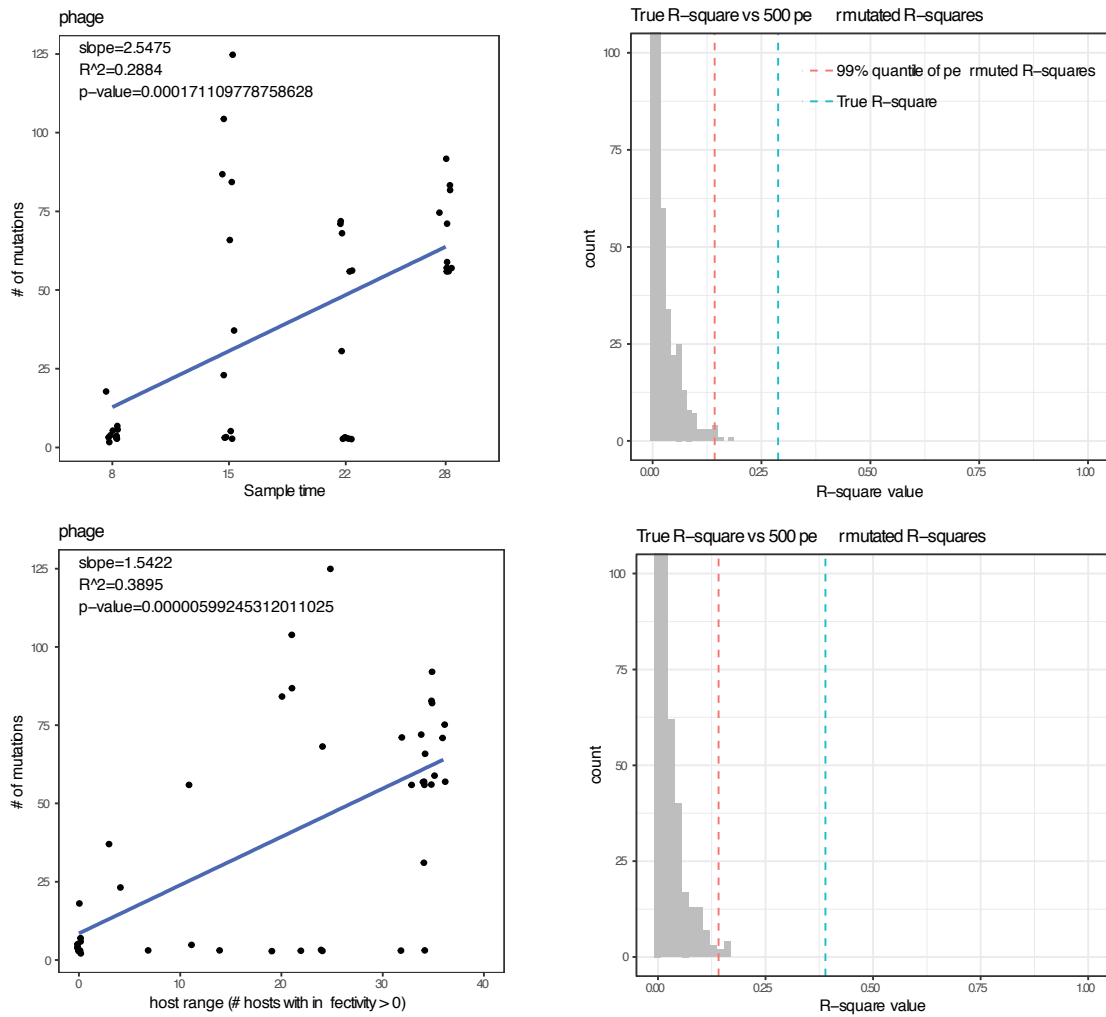 phage
slope=2.5475
R^2=0.2884
p-value=0.000171109778758628
125
100
75
50
25
0
# of mutations
8 15 22 28
Sample time
True R-square vs 500 pe rmutated R-squares
99% quantile of pe rmuted R-squares
True R-square
100
75
50
25
0
count
0.00 0.25 0.50 0.75 1.00
R-square value
phage
slope=1.5422
R^2=0.3895
p-value=0.00000599245312011025
125
100
75
50
25
0
# of mutations
0 10 20 30 40
host range (# hosts with in fectivity > 0)
True R-square vs 500 pe rmutated R-squares
100
75
50
25
0
count
0.00 0.25 0.50 0.75 1.00
R-square value